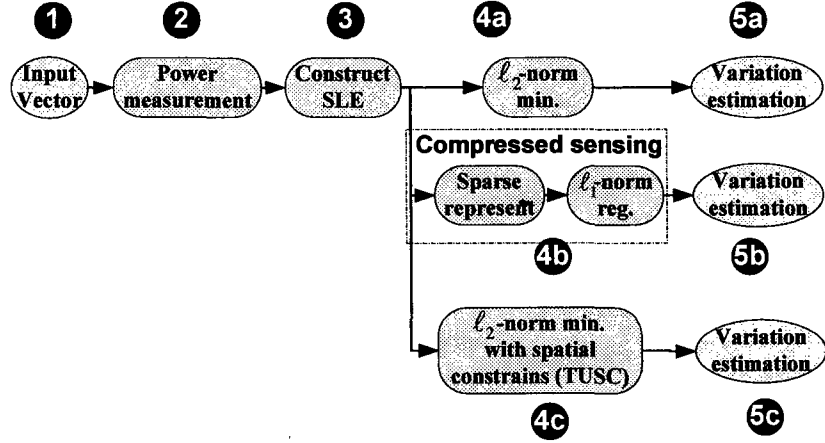 1 2 3 4a 5a
Input
Vector
Power
measurement
Construct
SLE
ℓ2-norm
min.
Variation
estimation
Compressed sensing
Sparse
represent
ℓ1-norm
reg.
Variation
estimation
4b 5b
ℓ2-norm min.
with spatial
constrains (TUSC)
Variation
estimation
4c 5c